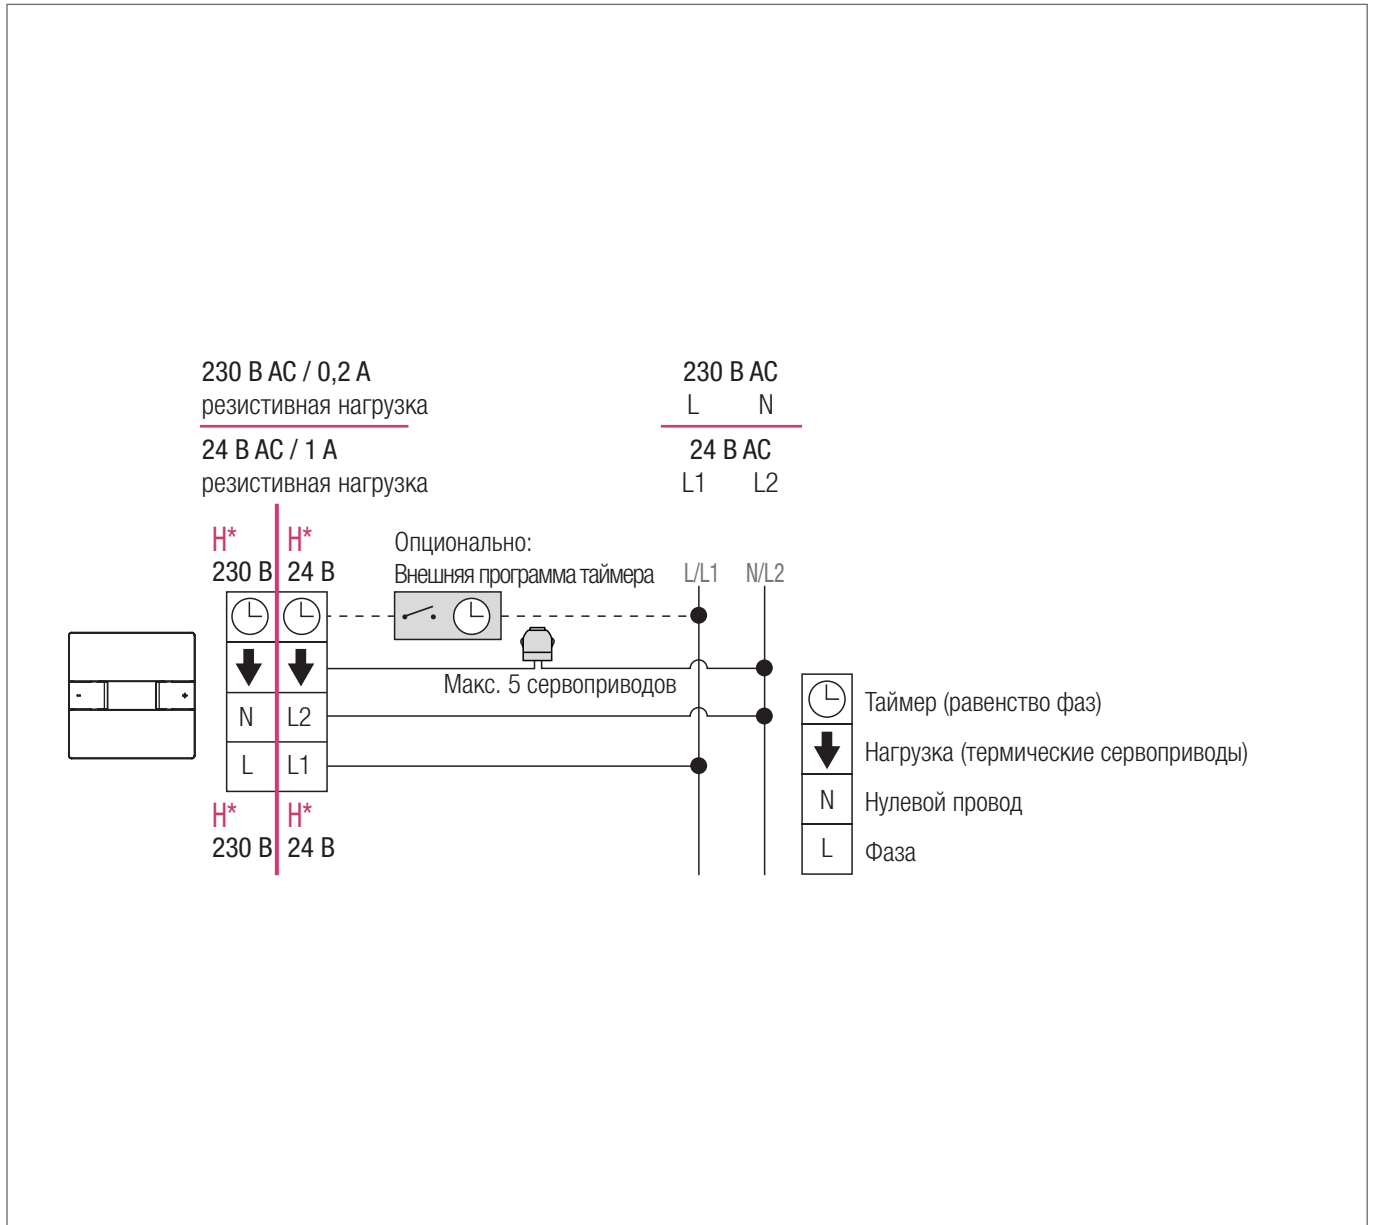 230 В AC / 0,2 A
резистивная нагрузка
24 В AC / 1 A
резистивная нагрузка
230 В AC
L N
24 В AC
L1 L2
H* H*
230 В 24 В
Опционально:
Внешняя программа таймера
L/L1 N/L2
- +
Макс. 5 сервоприводов
N L2
L L1
H* H*
230 В 24 В
Таймер (равенство фаз)
Нагрузка (термические сервоприводы)
N Нулевой провод
L Фаза